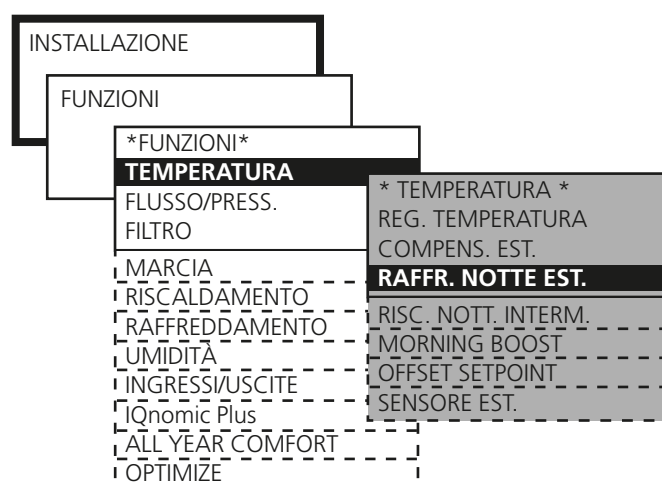 INSTALLAZIONE
FUNZIONI
*FUNZIONI*
TEMPERATURA
FLUSSO/PRESS.
FILTRO
MARCIA
RISCALDAMENTO
RAFFREDDAMENTO
UMIDITÀ
INGRESSI/USCITE
IQnomic Plus
ALL YEAR COMFORT
OPTIMIZE
* TEMPERATURA *
REG. TEMPERATURA
COMPENS. EST.
RAFFR. NOTTE EST.
RISC. NOTT. INTERM.
MORNING BOOST
OFFSET SETPOINT
SENSORE EST.